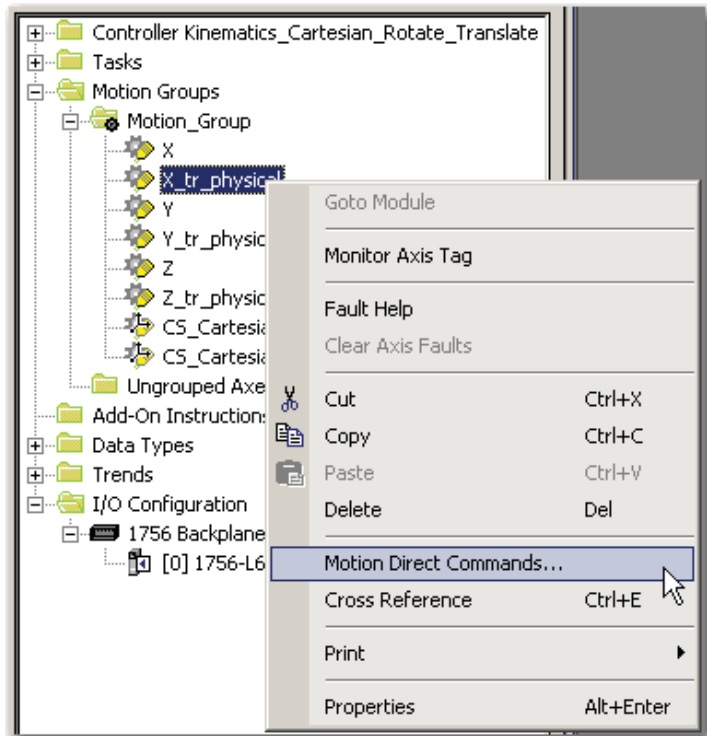 Controller Kinematics_Cartesian_Rotate_Translate
Tasks
Motion Groups
Motion_Group
X
X_tr_physical
Y
Y_tr_physic
Z
Z_tr_physic
CS_Cartesia
CS_Cartesia
Ungrouped Axe
Add-On Instruction
Data Types
Trends
I/O Configuration
1756 Backplane
[0] 1756-L6
Goto Module
Monitor Axis Tag
Fault Help
Clear Axis Faults
Cut Ctrl+X
Copy Ctrl+C
Paste Ctrl+V
Delete Del
Motion Direct Commands...
Cross Reference Ctrl+E
Print
Properties Alt+Enter